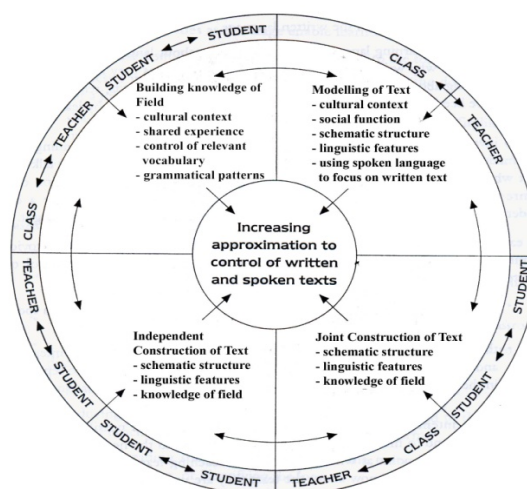 STUDENT
STUDENT
TEACHER
CLASS
CLASS
TEACHER
Building knowledge of
Field
- cultural context
- shared experience
- control of relevant
vocabulary
- grammatical patterns
Modelling of Text
- cultural context
- social function
- schematic structure
- linguistic features
- using spoken language
to focus on written text
Increasing
approximation to
control of written
and spoken texts
Independent
Construction of Text
- schematic structure
- linguistic features
- knowledge of field
Joint Construction of Text
- schematic structure
- linguistic features
- knowledge of field
TEACHER
STUDENT
STUDENT
STUDENT
STUDENT
STUDENT
CLASS
TEACHER